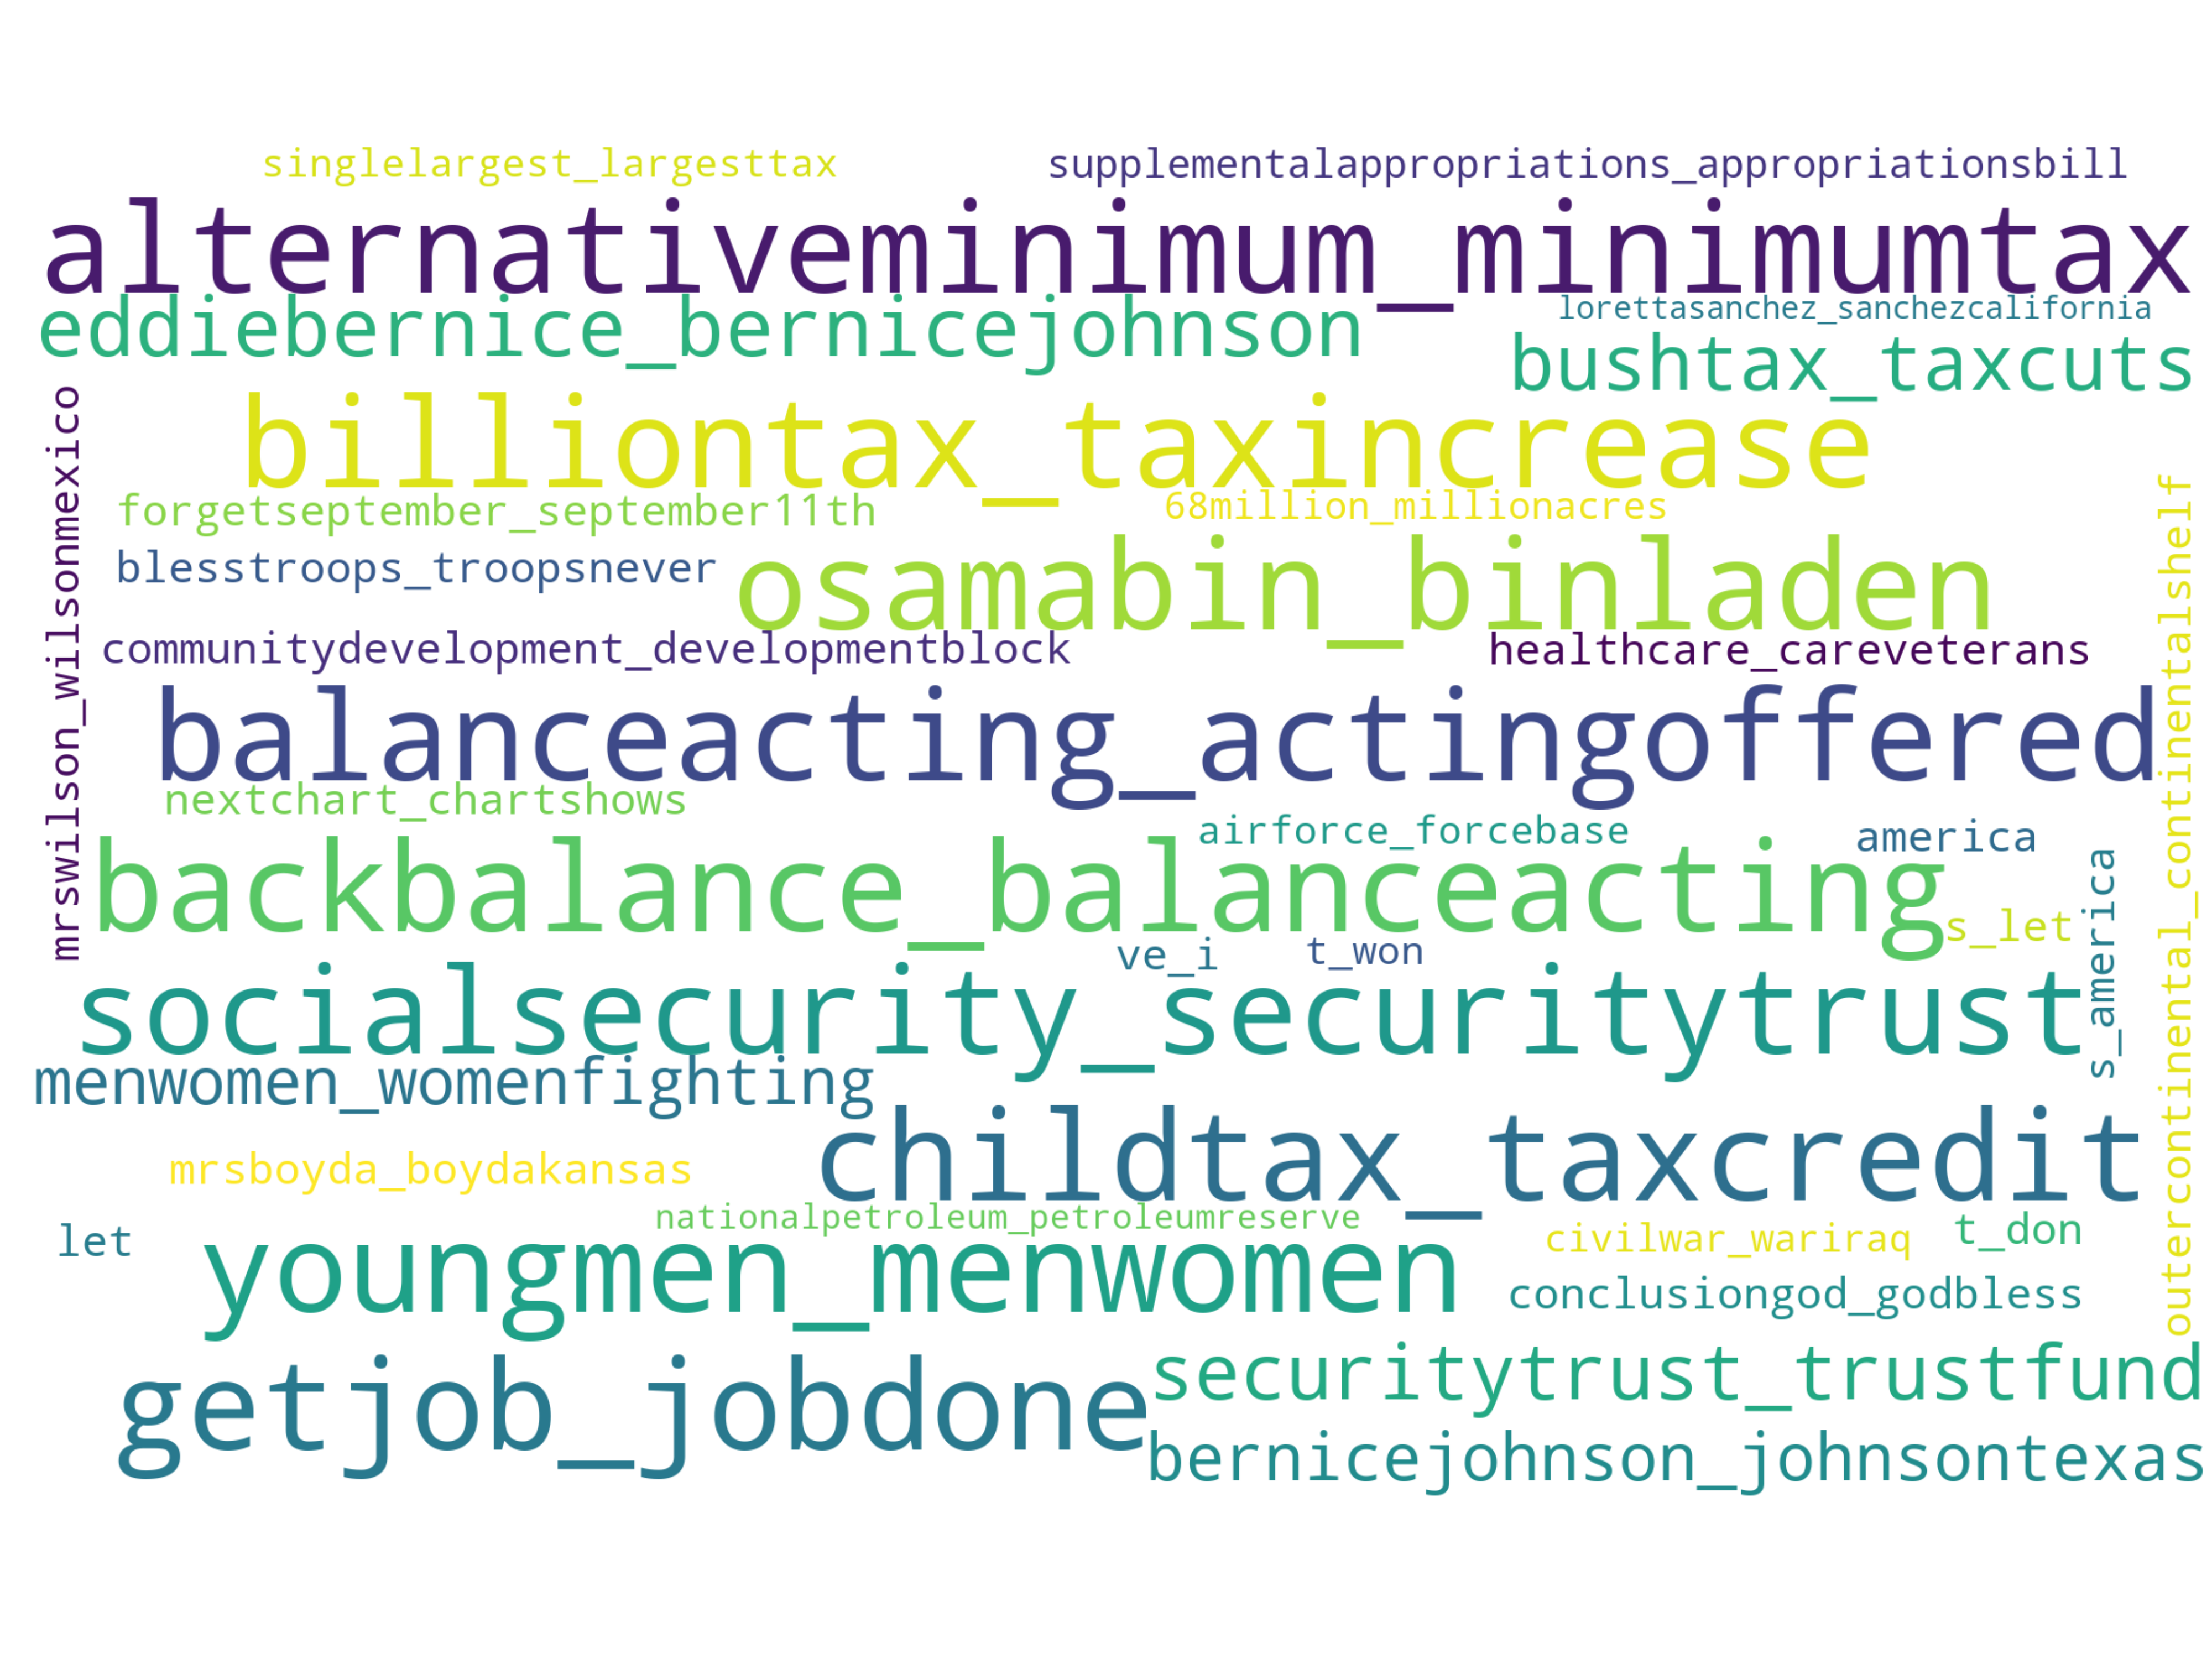 singlelargest_largesttax supplementalappropriations_appropriationsbill
alternativeminimum_minimumtax
eddiebernice_bernicejohnson
lorettasanchez_sanchezcalifornia
bushtax_taxcuts
mrswilson_wilsonmexico
billiontax_taxincrease
forgetseptember_september11th
68million_millionacres
outercontinental_continentalshelf
blesstroops_troopsnever
osamabin_binladen
communitydevelopment_developmentblock
healthcare_careveterans
balanceacting_actingoffered
nextchart_chartshows
airforce_forcebase
america
backbalance_balanceacting
s_let
s_america
ve_i
t_won
socialsecurity_securitytrust
menwomen_womenfighting
childtax_taxcredit
mrsboyda_boydakansas
nationalpetroleum_petroleumreserve
let
civilwar_wariraq
t_don
youngmen_menwomen
conclusiongod_godbless
securitytrust_trustfund
getjob_jobdone
bernicejohnson_johnsontexas